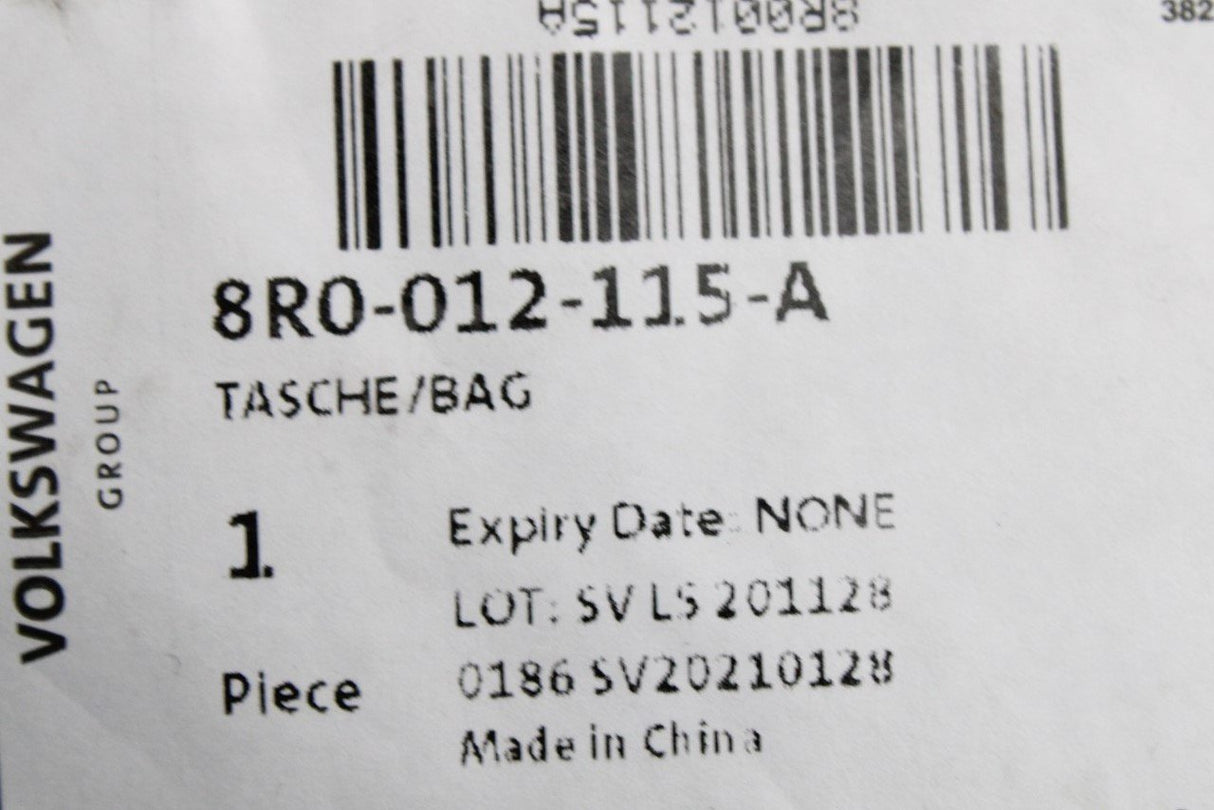 8R0012115A
382
8R0-012-115-A
TASCHE/BAG
1
Piece
Expiry Date: NONE
LOT: SV LS 201128
0186 SV20210128
Made in China
VOLKSWAGEN
GROUP